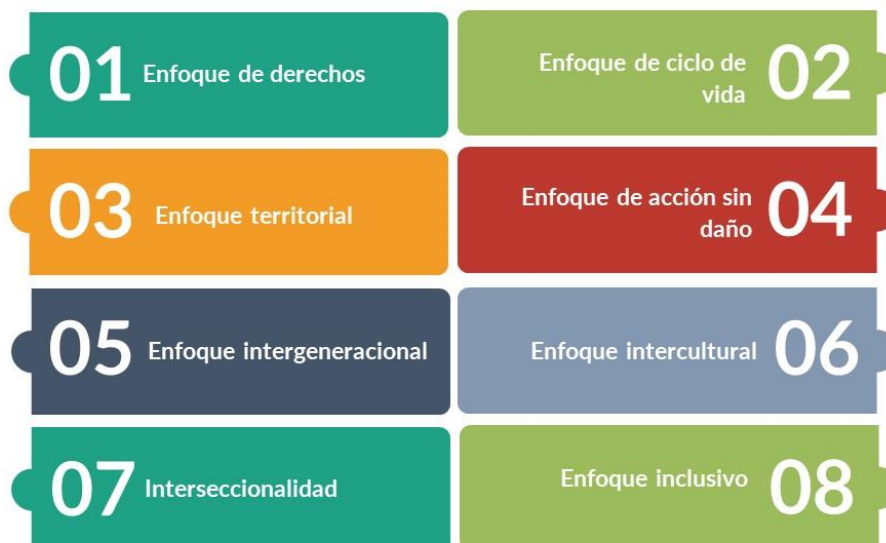 01 Enfoque de derechos
Enfoque de ciclo de
vida 02
03 Enfoque territorial
Enfoque de acción sin
daño 04
05 Enfoque intergeneracional
Enfoque intercultural 06
07 Interseccionalidad
Enfoque inclusivo 08